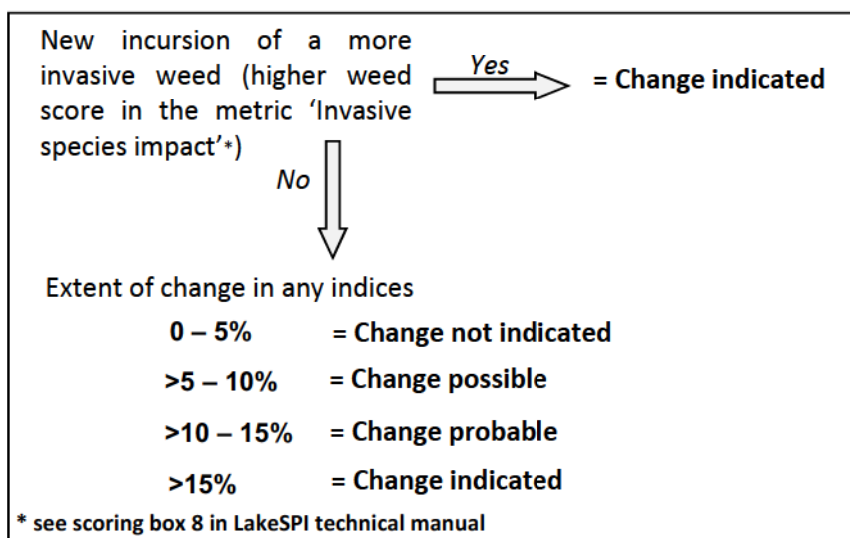 New incursion of a more
invasive weed (higher weed
score in the metric ‘Invasive
species impact’*)
Yes
= Change indicated
No
Extent of change in any indices
0 – 5% = Change not indicated
>5 – 10% = Change possible
>10 – 15% = Change probable
>15% = Change indicated
* see scoring box 8 in LakeSPI technical manual